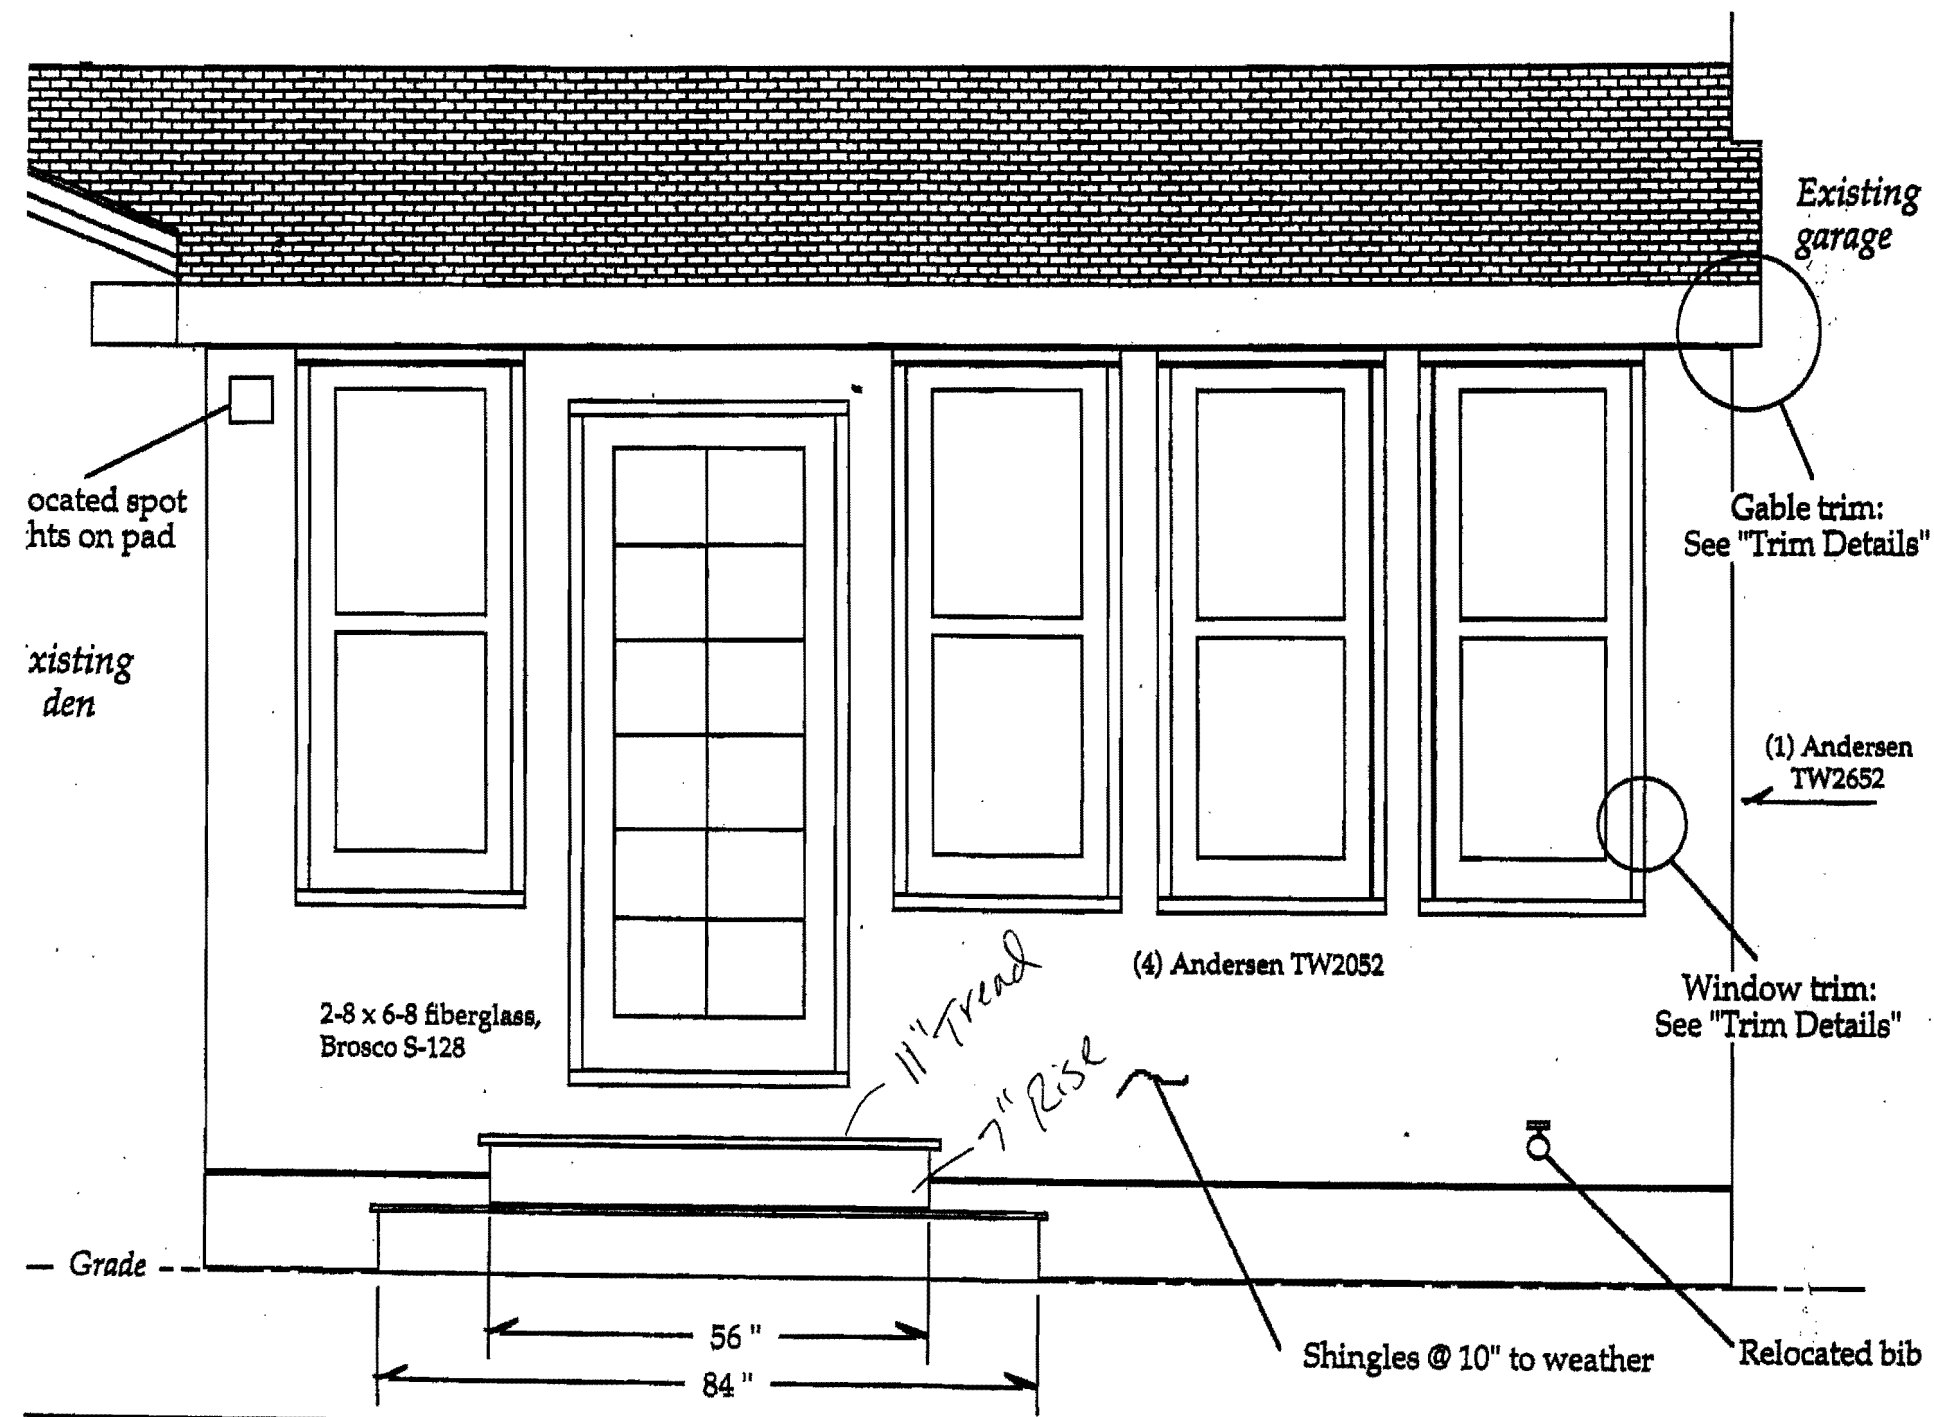 Existing
garage
ocated spot
hts on pad
Gable trim:
See "Trim Details"
xisting
den
(1) Andersen
TW2652
(4) Andersen TW2052
11" Tread
Window trim:
See "Trim Details"
2-8 x 6-8 fiberglass,
Brosco S-128
7" Rise
Grade
56 "
84 "
Shingles @ 10" to weather
Relocated bib